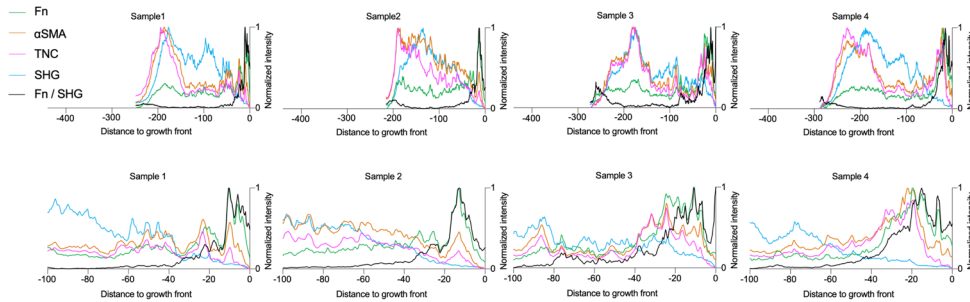 Fn
αSMA
TNC
SHG
Fn / SHG
Sample1
1
0
Normalized intensity
-400 -300 -200 -100 0
Distance to growth front
Sample2
1
0
Normalized intensity
-400 -300 -200 -100 0
Distance to growth front
Sample 3
1
0
Normalized intensity
-400 -300 -200 -100 0
Distance to growth front
Sample 4
1
0
Normalized intensity
-400 -300 -200 -100 0
Distance to growth front
Sample 1
1
0
Normalized intensity
-100 -80 -60 -40 -20 0
Distance to growth front
Sample 2
1
0
Normalized intensity
-100 -80 -60 -40 -20 0
Distance to growth front
Sample 3
1
0
Normalized intensity
-100 -80 -60 -40 -20 0
Distance to growth front
Sample 4
1
0
Normalized intensity
-100 -80 -60 -40 -20 0
Distance to growth front